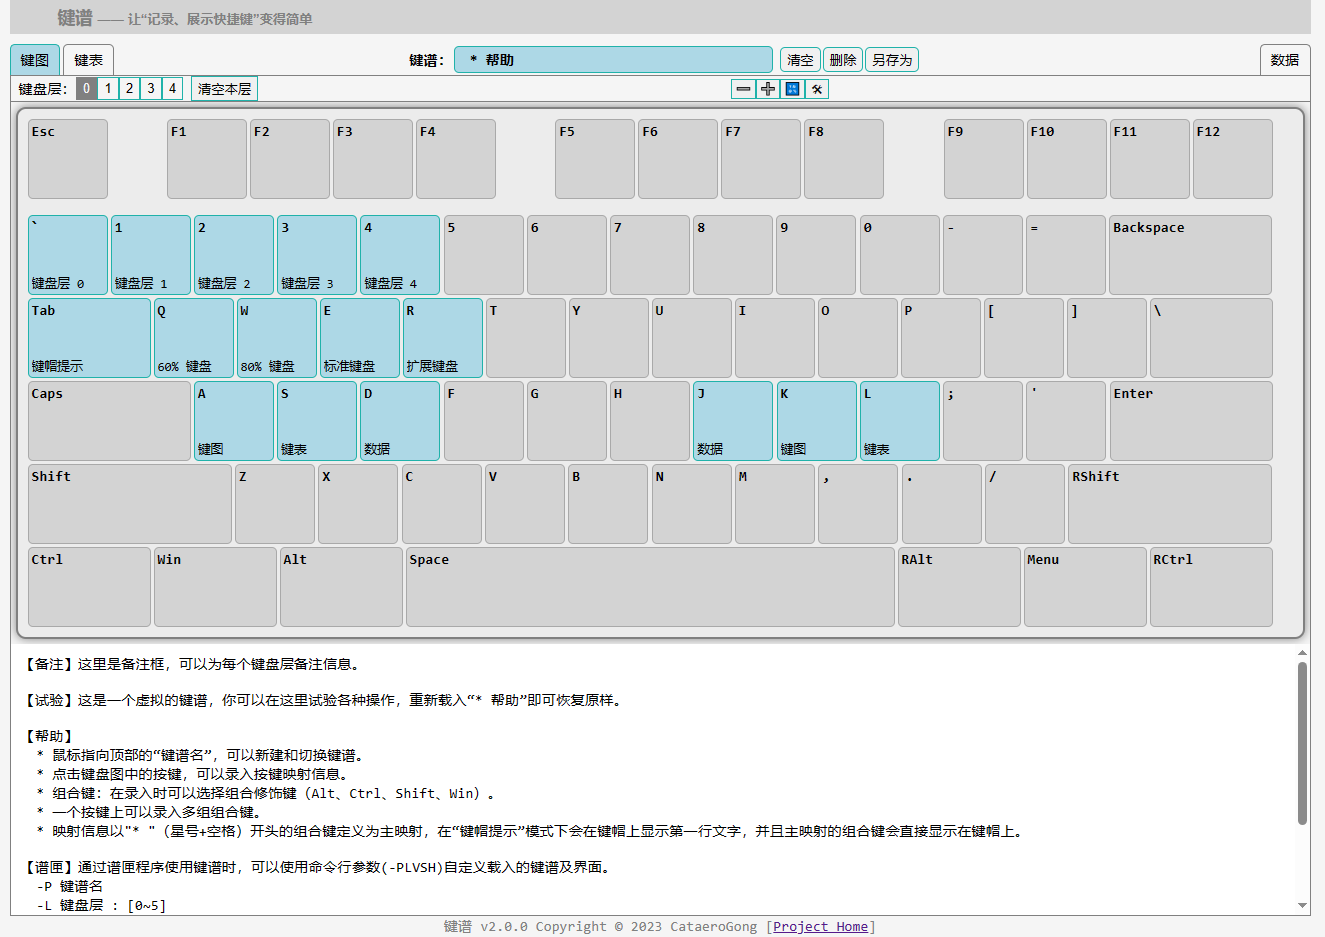 键谱 —— 让“记录、展示快捷键”变得简单
键图 键表 键谱: * 帮助 清空 删除 另存为 数据
键盘层: 0 1 2 3 4 清空本层
Esc F1 F2 F3 F4 F5 F6 F7 F8 F9 F10 F11 F12
` 1 2 3 4 5 6 7 8 9 0 - = Backspace
键盘层 0 键盘层 1 键盘层 2 键盘层 3 键盘层 4
Tab Q W E R T Y U I O P [ ] \
键帽提示 60% 键盘 80% 键盘 标准键盘 扩展键盘
Caps A S D F G H J K L ; ' Enter
键图 键表 数据 数据 键图 键表
Shift Z X C V B N M , . / RShift
Ctrl Win Alt Space RAlt Menu RCtrl
【备注】这里是备注框，可以为每个键盘层备注信息。
【试验】这是一个虚拟的键谱，你可以在这里试验各种操作，重新载入“* 帮助”即可恢复原样。
【帮助】
* 鼠标指向顶部的“键谱名”，可以新建和切换键谱。
* 点击键盘图中的按键，可以录入按键映射信息。
* 组合键：在录入时可以选择组合修饰键（Alt、Ctrl、Shift、Win）。
* 一个按键上可以录入多组组合键。
* 映射信息以"* "（星号+空格）开头的组合键定义为主映射，在“键帽提示”模式下会在键帽上显示第一行文字，并且主映射的组合键会直接显示在键帽上。
【谱匣】通过谱匣程序使用键谱时，可以使用命令行参数(-PLVSH)自定义载入的键谱及界面。
-P 键谱名
-L 键盘层 : [0~5]
键谱 v2.0.0 Copyright © 2023 CataeroGong [Project Home]